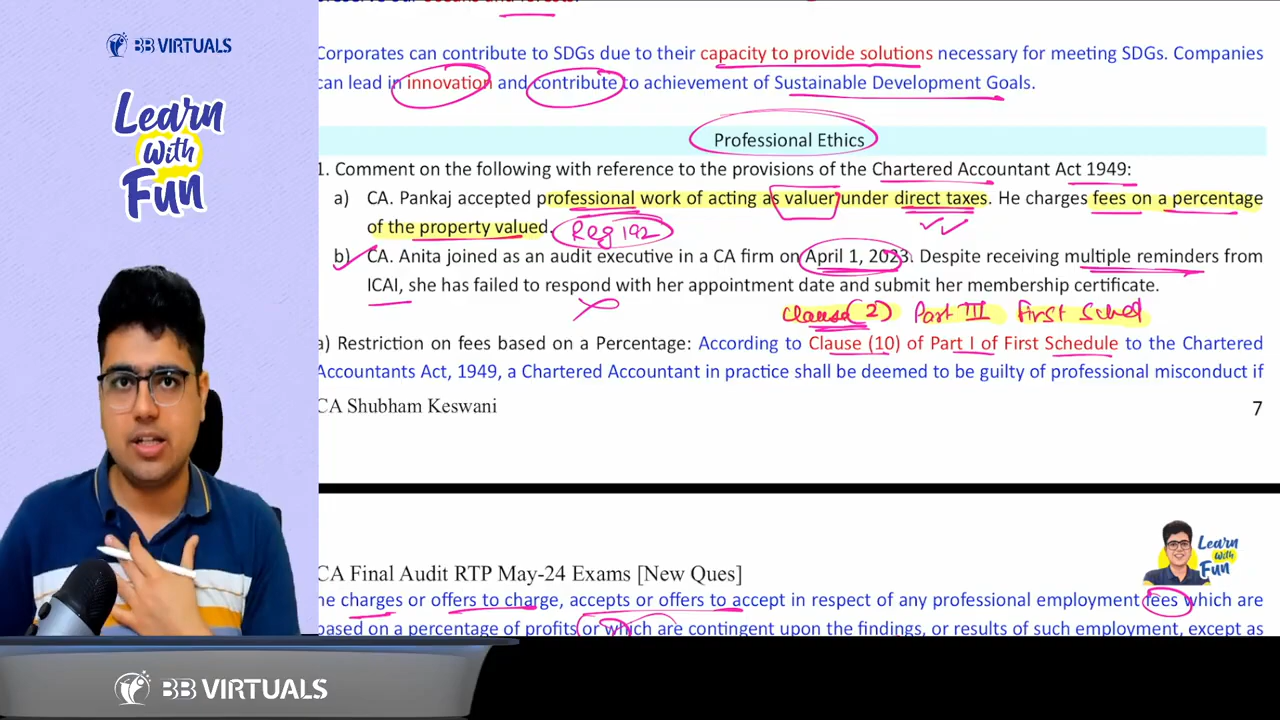 BB VIRTUALS
Learn
With
Fun
Corporates can contribute to SDGs due to their capacity to provide solutions necessary for meeting SDGs. Companies
can lead in innovation and contribute to achievement of Sustainable Development Goals.
Professional Ethics
1. Comment on the following with reference to the provisions of the Chartered Accountant Act 1949:
a) CA. Pankaj accepted professional work of acting as valuer under direct taxes. He charges fees on a percentage
of the property valued. Reg 192
b) CA. Anita joined as an audit executive in a CA firm on April 1, 2023. Despite receiving multiple reminders from
ICAI, she has failed to respond with her appointment date and submit her membership certificate.
Clause (2) Part III First Sched
a) Restriction on fees based on a Percentage: According to Clause (10) of Part I of First Schedule to the Chartered
Accountants Act, 1949, a Chartered Accountant in practice shall be deemed to be guilty of professional misconduct if
CA Shubham Keswani
7
Learn
With
Fun
CA Final Audit RTP May-24 Exams [New Ques]
he charges or offers to charge, accepts or offers to accept in respect of any professional employment fees which are
based on a percentage of profits or which are contingent upon the findings, or results of such employment, except as
BB VIRTUALS